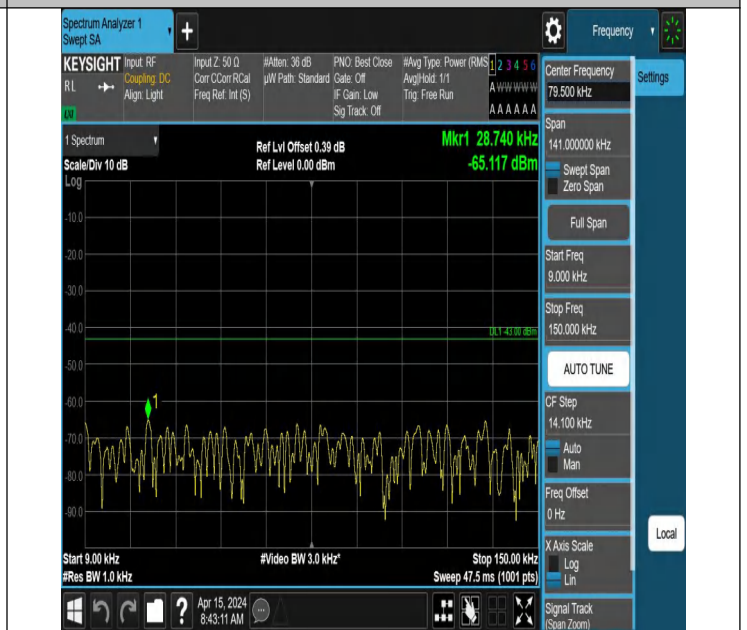 Spectrum Analyzer 1
Swept SA
+
Frequency
KEYSIGHT
Input: RF
Input Z: 50 Ω
#Atten: 36 dB
PNO: Best Close
#Avg Type: Power (RMS
1 2 3 4 5 6
RL
Coupling: DC
Corr CCorr RCal
µW Path: Standard
Gate: Off
Avg|Hold: 1/1
A W W W W W
Align: Light
Freq Ref: Int (S)
IF Gain: Low
Trig: Free Run
Sig Track: Off
A A A A A A
LXI
1 Spectrum
Scale/Div 10 dB
Log
Ref Lvl Offset 0.39 dB
Ref Level 0.00 dBm
Mkr1 28.740 kHz
-65.117 dBm
-10.0
-20.0
-30.0
-40.0
DL1 -43.00 dBm
-50.0
-60.0
1
-70.0
-80.0
-90.0
Start 9.00 kHz
#Video BW 3.0 kHz*
Stop 150.00 kHz
#Res BW 1.0 kHz
Sweep 47.5 ms (1001 pts)
?
Apr 15, 2024
8:43:11 AM
Center Frequency
79.500 kHz
Settings
Span
141.000000 kHz
Swept Span
Zero Span
Full Span
Start Freq
9.000 kHz
Stop Freq
150.000 kHz
AUTO TUNE
CF Step
14.100 kHz
Auto
Man
Freq Offset
0 Hz
X Axis Scale
Log
Lin
Local
Signal Track
(Span Zoom)